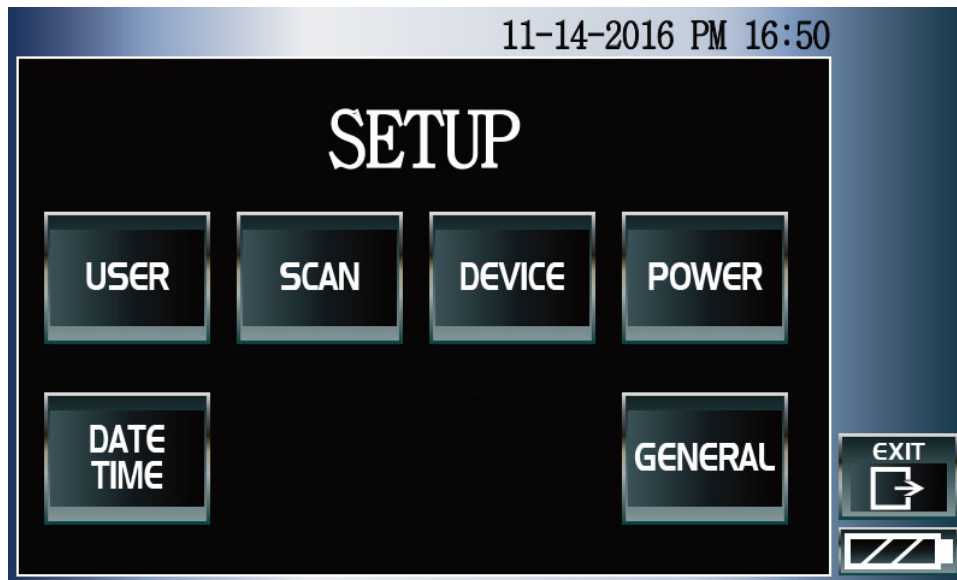 11-14-2016 PM 16:50
SETUP
USER SCAN DEVICE POWER
DATE
TIME
GENERAL
EXIT